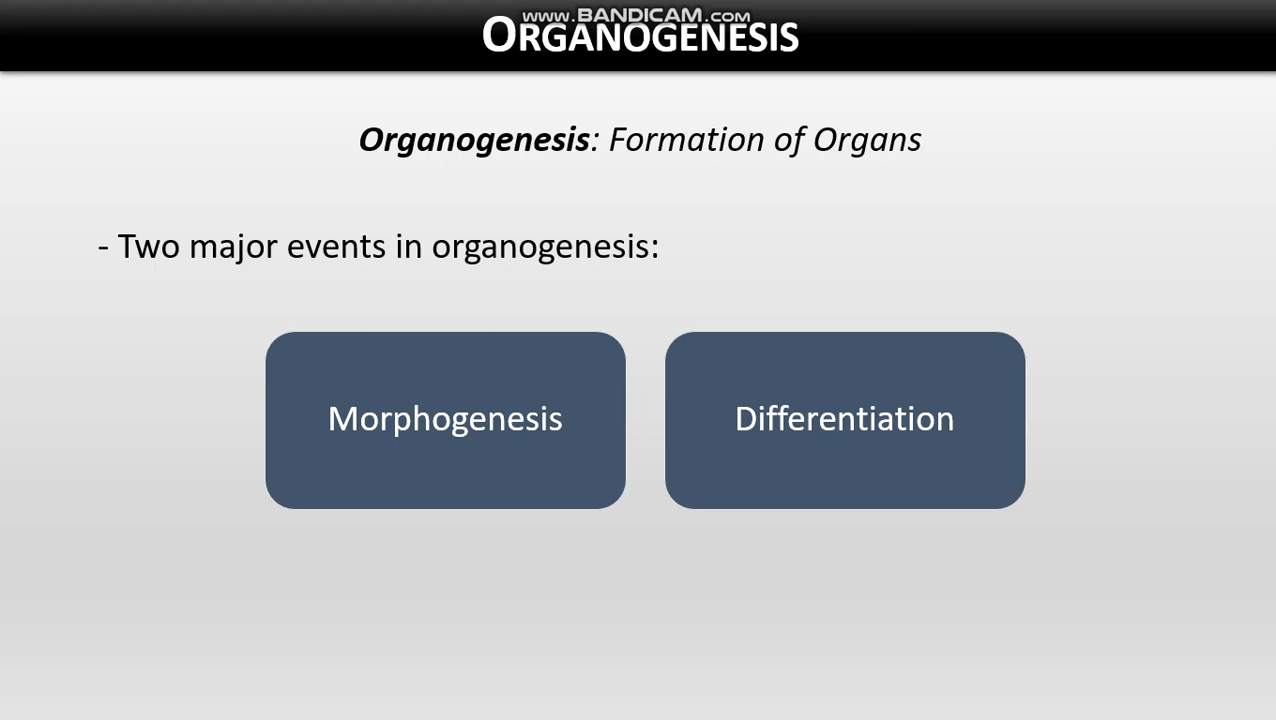 www.BANDICAM.com
ORGANOGENESIS
Organogenesis: Formation of Organs
- Two major events in organogenesis:
Morphogenesis
Differentiation